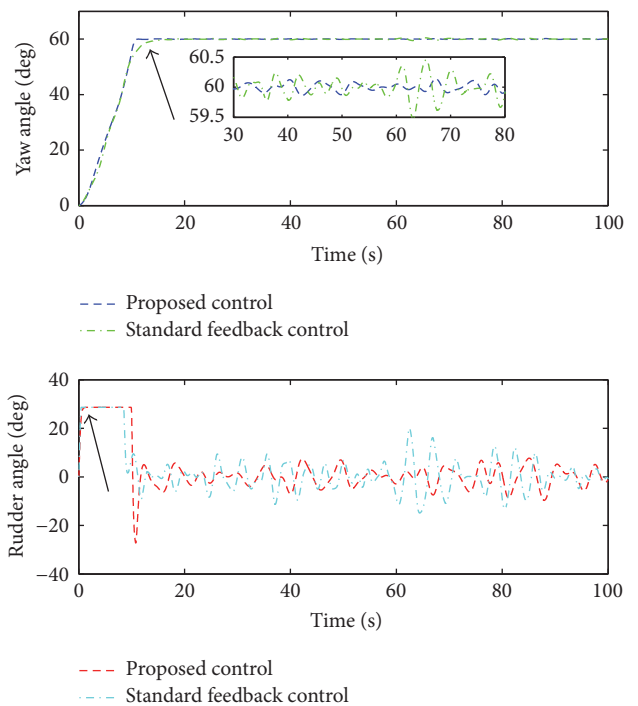 Yaw angle (deg)
60
40
20
0
60.5
60
59.5
30 40 50 60 70 80
0 20 40 60 80 100
Time (s)
Proposed control
Standard feedback control
Rudder angle (deg)
40
20
0
−20
−40
0 20 40 60 80 100
Time (s)
Proposed control
Standard feedback control